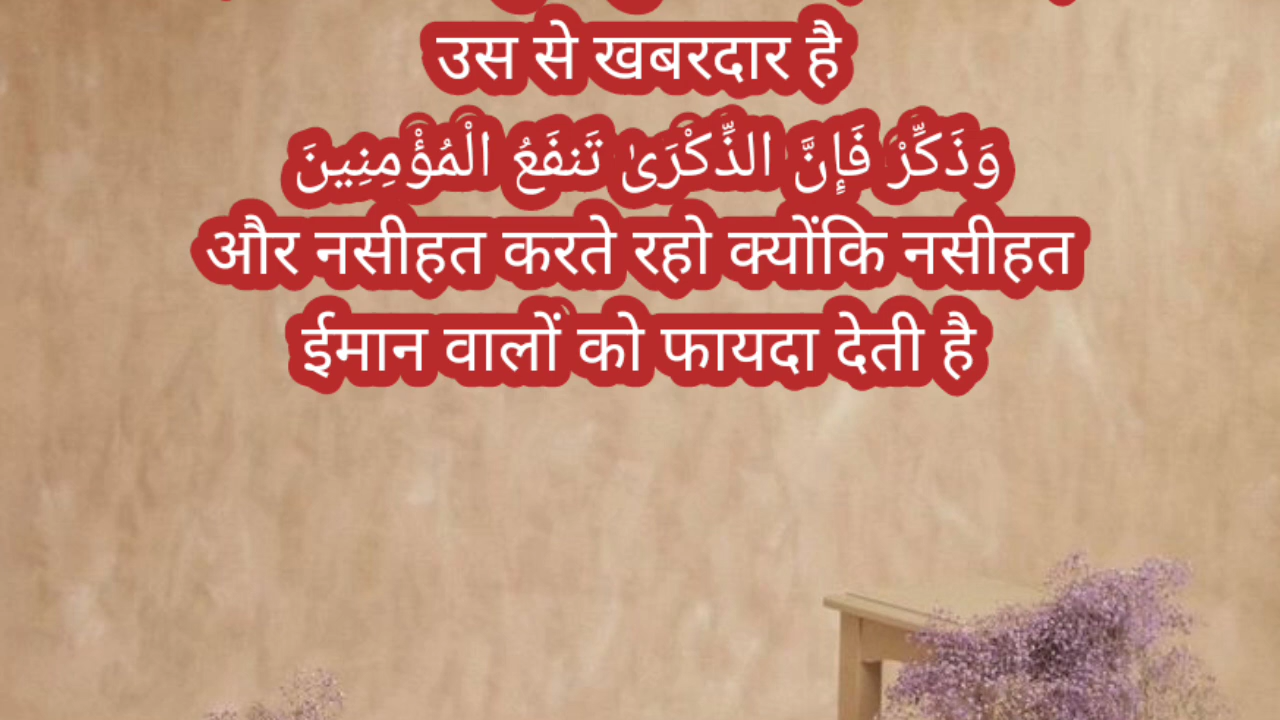 उस से खबरदार है
وَذَكِّرْ فَإِنَّ الذِّكْرَىٰ تَنفَعُ الْمُؤْمِنِينَ
और नसीहत करते रहो क्योंकि नसीहत
ईमान वालों को फायदा देती है